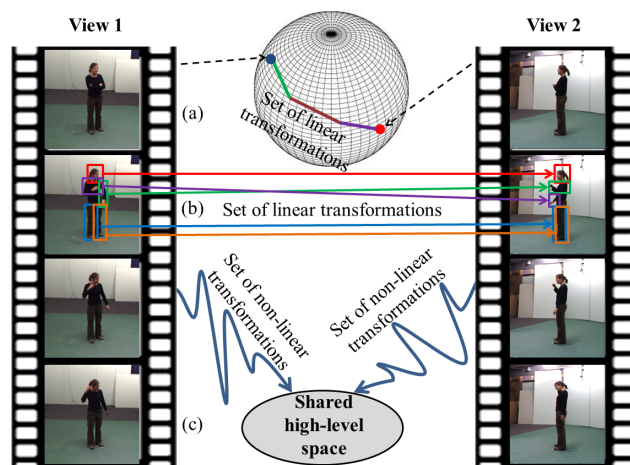 View 1
View 2
(a)
Set of linear
transformations
(b)
Set of linear transformations
Set of non-linear
transformations
Set of non-linear
transformations
(c)
Shared
high-level
space